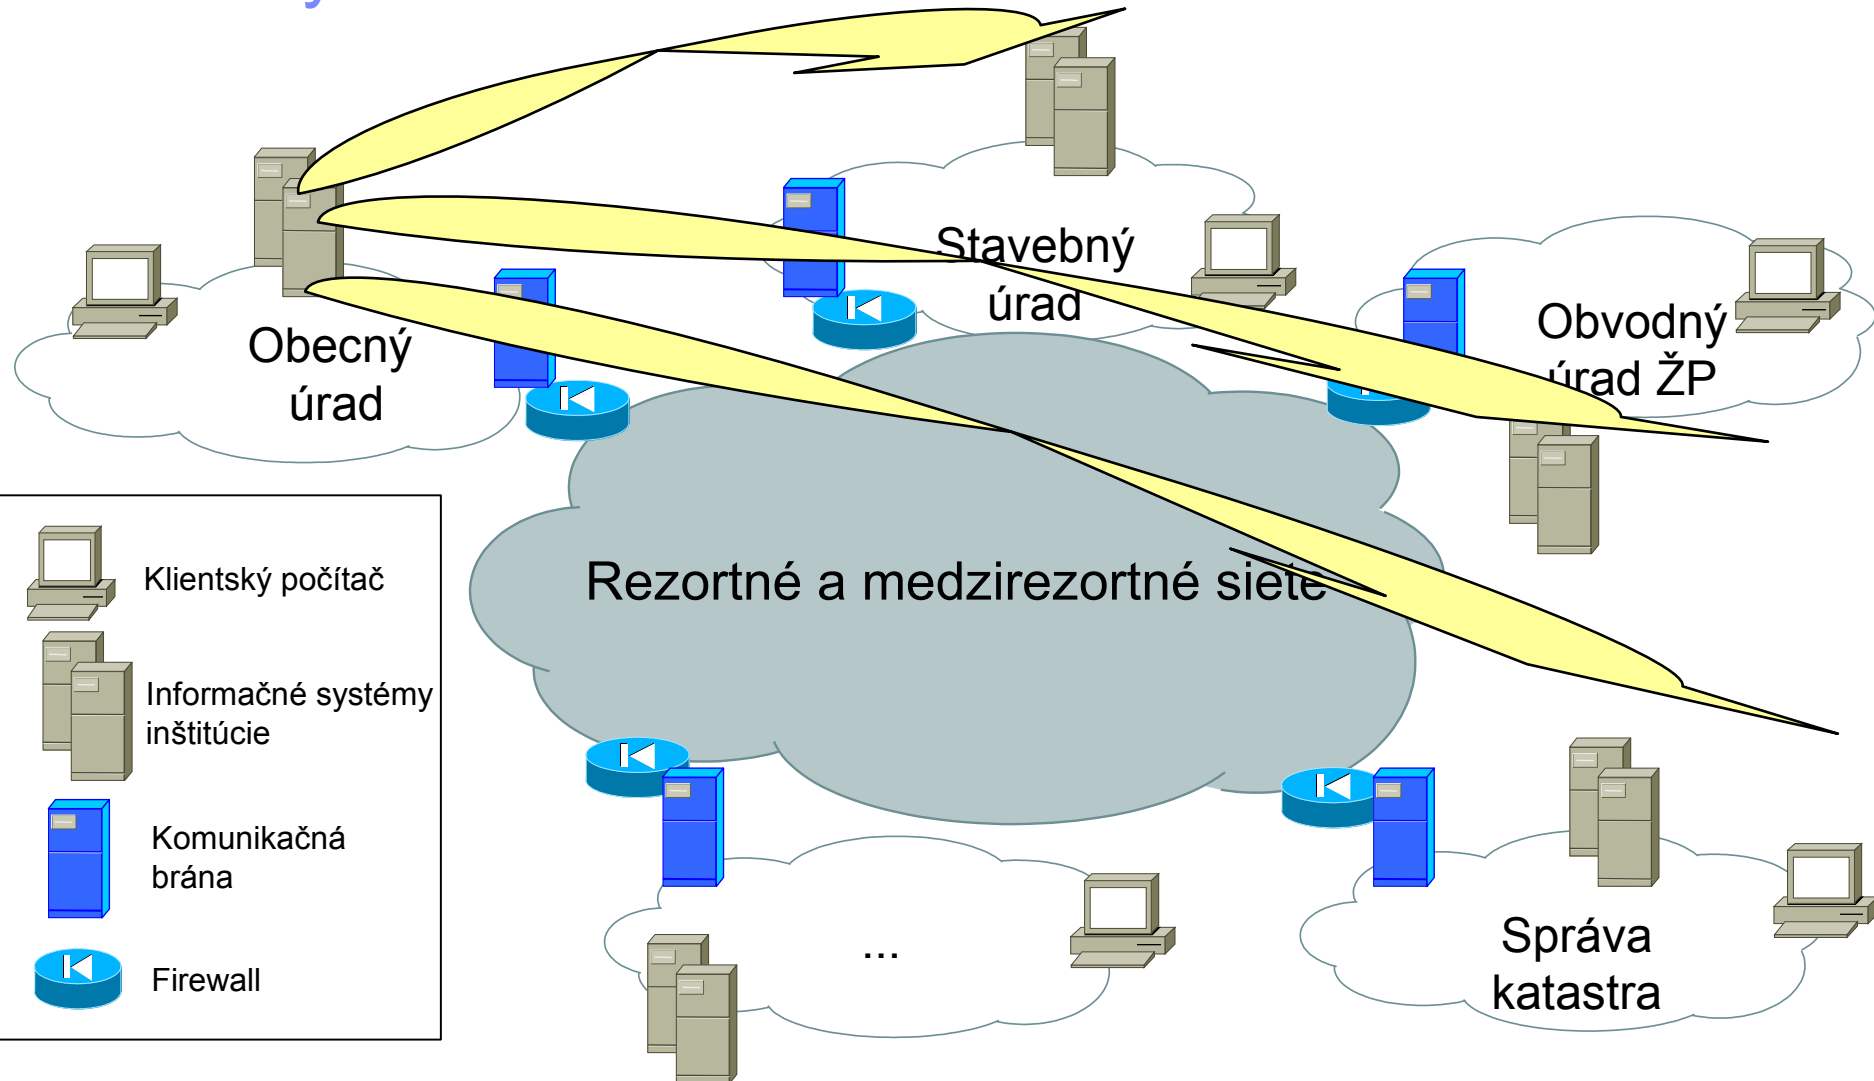 Stavebný
úrad
Obvodný
úrad ŽP
Obecný
úrad
Rezortné a medzirezortné siete
Klientský počítač
Informačné systémy
inštitúcie
Komunikačná
brána
Firewall
...
Správa
katastra